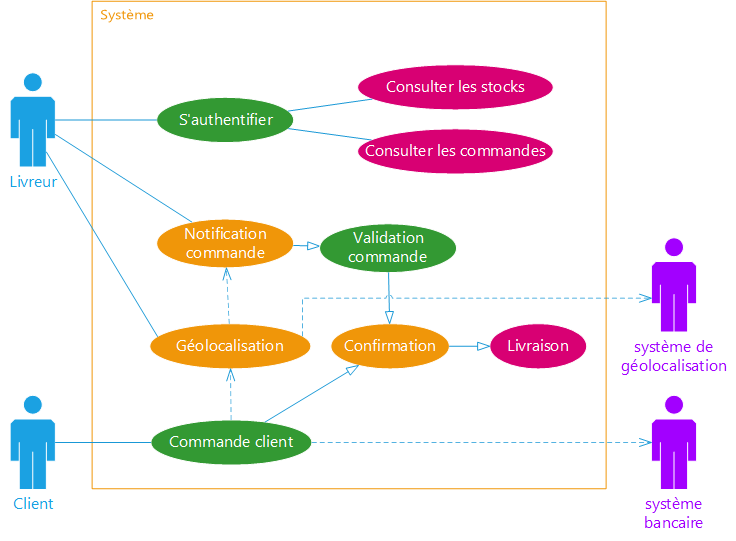 Système
Consulter les stocks
S'authentifier
Consulter les commandes
Livreur
Notification
commande
Validation
commande
Géolocalisation
Confirmation
Livraison
système de
géolocalisation
Commande client
Client
système
bancaire